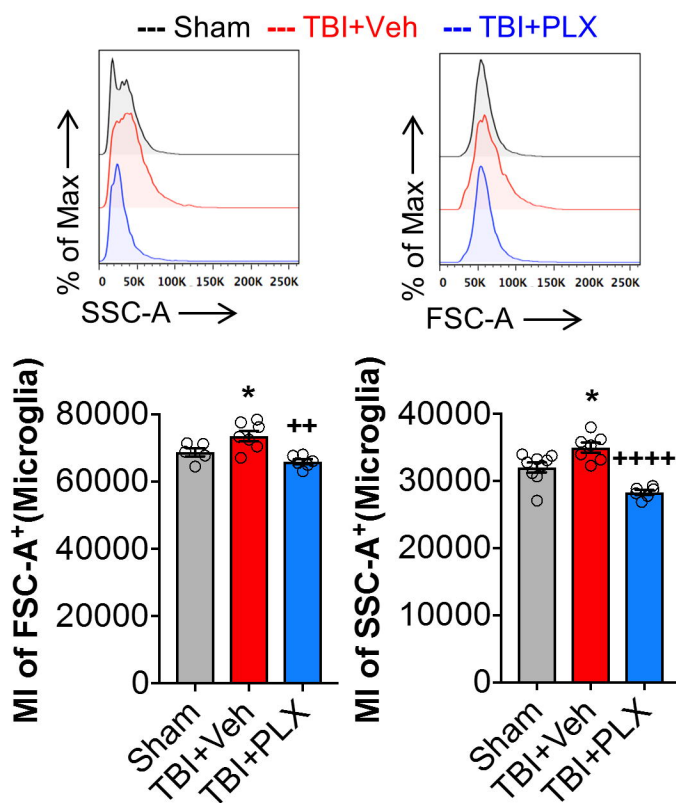 --- Sham --- TBI+Veh --- TBI+PLX
% of Max
0 50K 100K 150K 200K 250K
SSC-A
% of Max
0 50K 100K 150K 200K 250K
FSC-A
MI of FSC-A+(Microglia)
80000
60000
40000
20000
0
*
++
Sham
TBI+Veh
TBI+PLX
MI of SSC-A+(Microglia)
40000
30000
20000
10000
0
*
++++
Sham
TBI+Veh
TBI+PLX